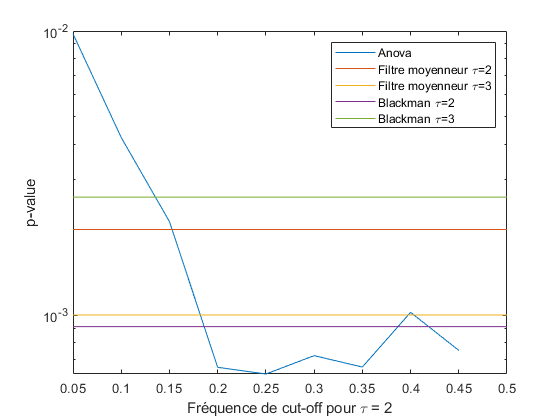 10-2
10-3
p-value
Anova
Filtre moyenneur τ=2
Filtre moyenneur τ=3
Blackman τ=2
Blackman τ=3
0.05 0.1 0.15 0.2 0.25 0.3 0.35 0.4 0.45 0.5
Fréquence de cut-off pour τ = 2